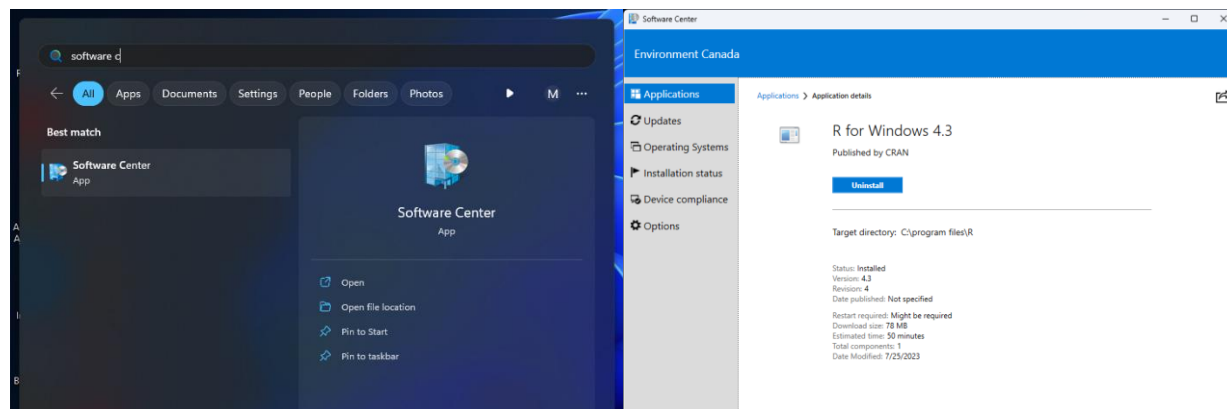 software c
All Apps Documents Settings People Folders Photos M ...
Best match
Software Center
App
Software Center
App
Open
Open file location
Pin to Start
Pin to taskbar
Software Center
Environment Canada
Applications
Updates
Operating Systems
Installation status
Device compliance
Options
Applications > Application details
R for Windows 4.3
Published by CRAN
Uninstall
Target directory: C:\program files\R
Status: Installed
Version: 4.3
Revision: 4
Date published: Not specified
Restart required: Might be required
Download size: 78 MB
Estimated time: 50 minutes
Total components: 1
Date Modified: 7/25/2023